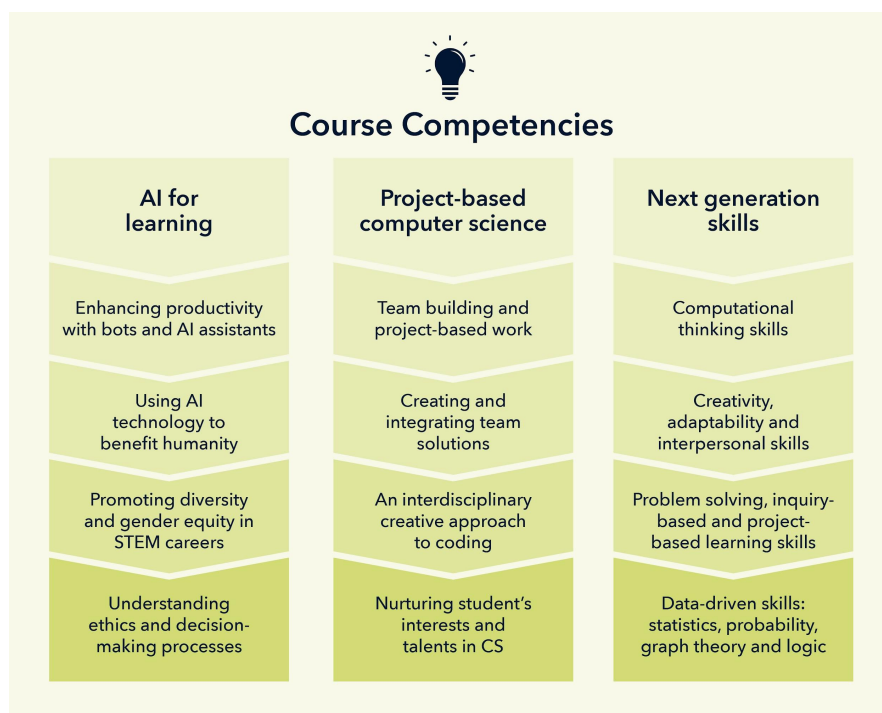 Course Competencies
AI for
learning
Enhancing productivity
with bots and AI assistants
Using AI
technology to
benefit humanity
Promoting diversity
and gender equity in
STEM careers
Understanding
ethics and decision-
making processes
Project-based
computer science
Team building and
project-based work
Creating and
integrating team
solutions
An interdisciplinary
creative approach
to coding
Nurturing student’s
interests and
talents in CS
Next generation
skills
Computational
thinking skills
Creativity,
adaptability and
interpersonal skills
Problem solving, inquiry-
based and project-
based learning skills
Data-driven skills:
statistics, probability,
graph theory and logic